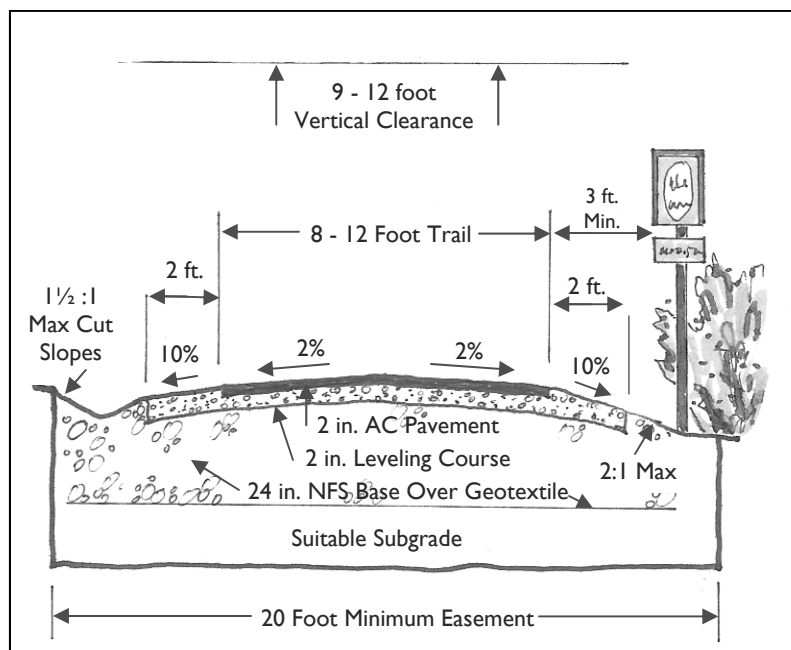 9 - 12 foot
Vertical Clearance
3 ft.
Min.
8 - 12 Foot Trail
2 ft.
2 ft.
1½ :1
Max Cut
Slopes
10%
2%
2%
10%
2 in. AC Pavement
2 in. Leveling Course
2:1 Max
24 in. NFS Base Over Geotextile
Suitable Subgrade
20 Foot Minimum Easement